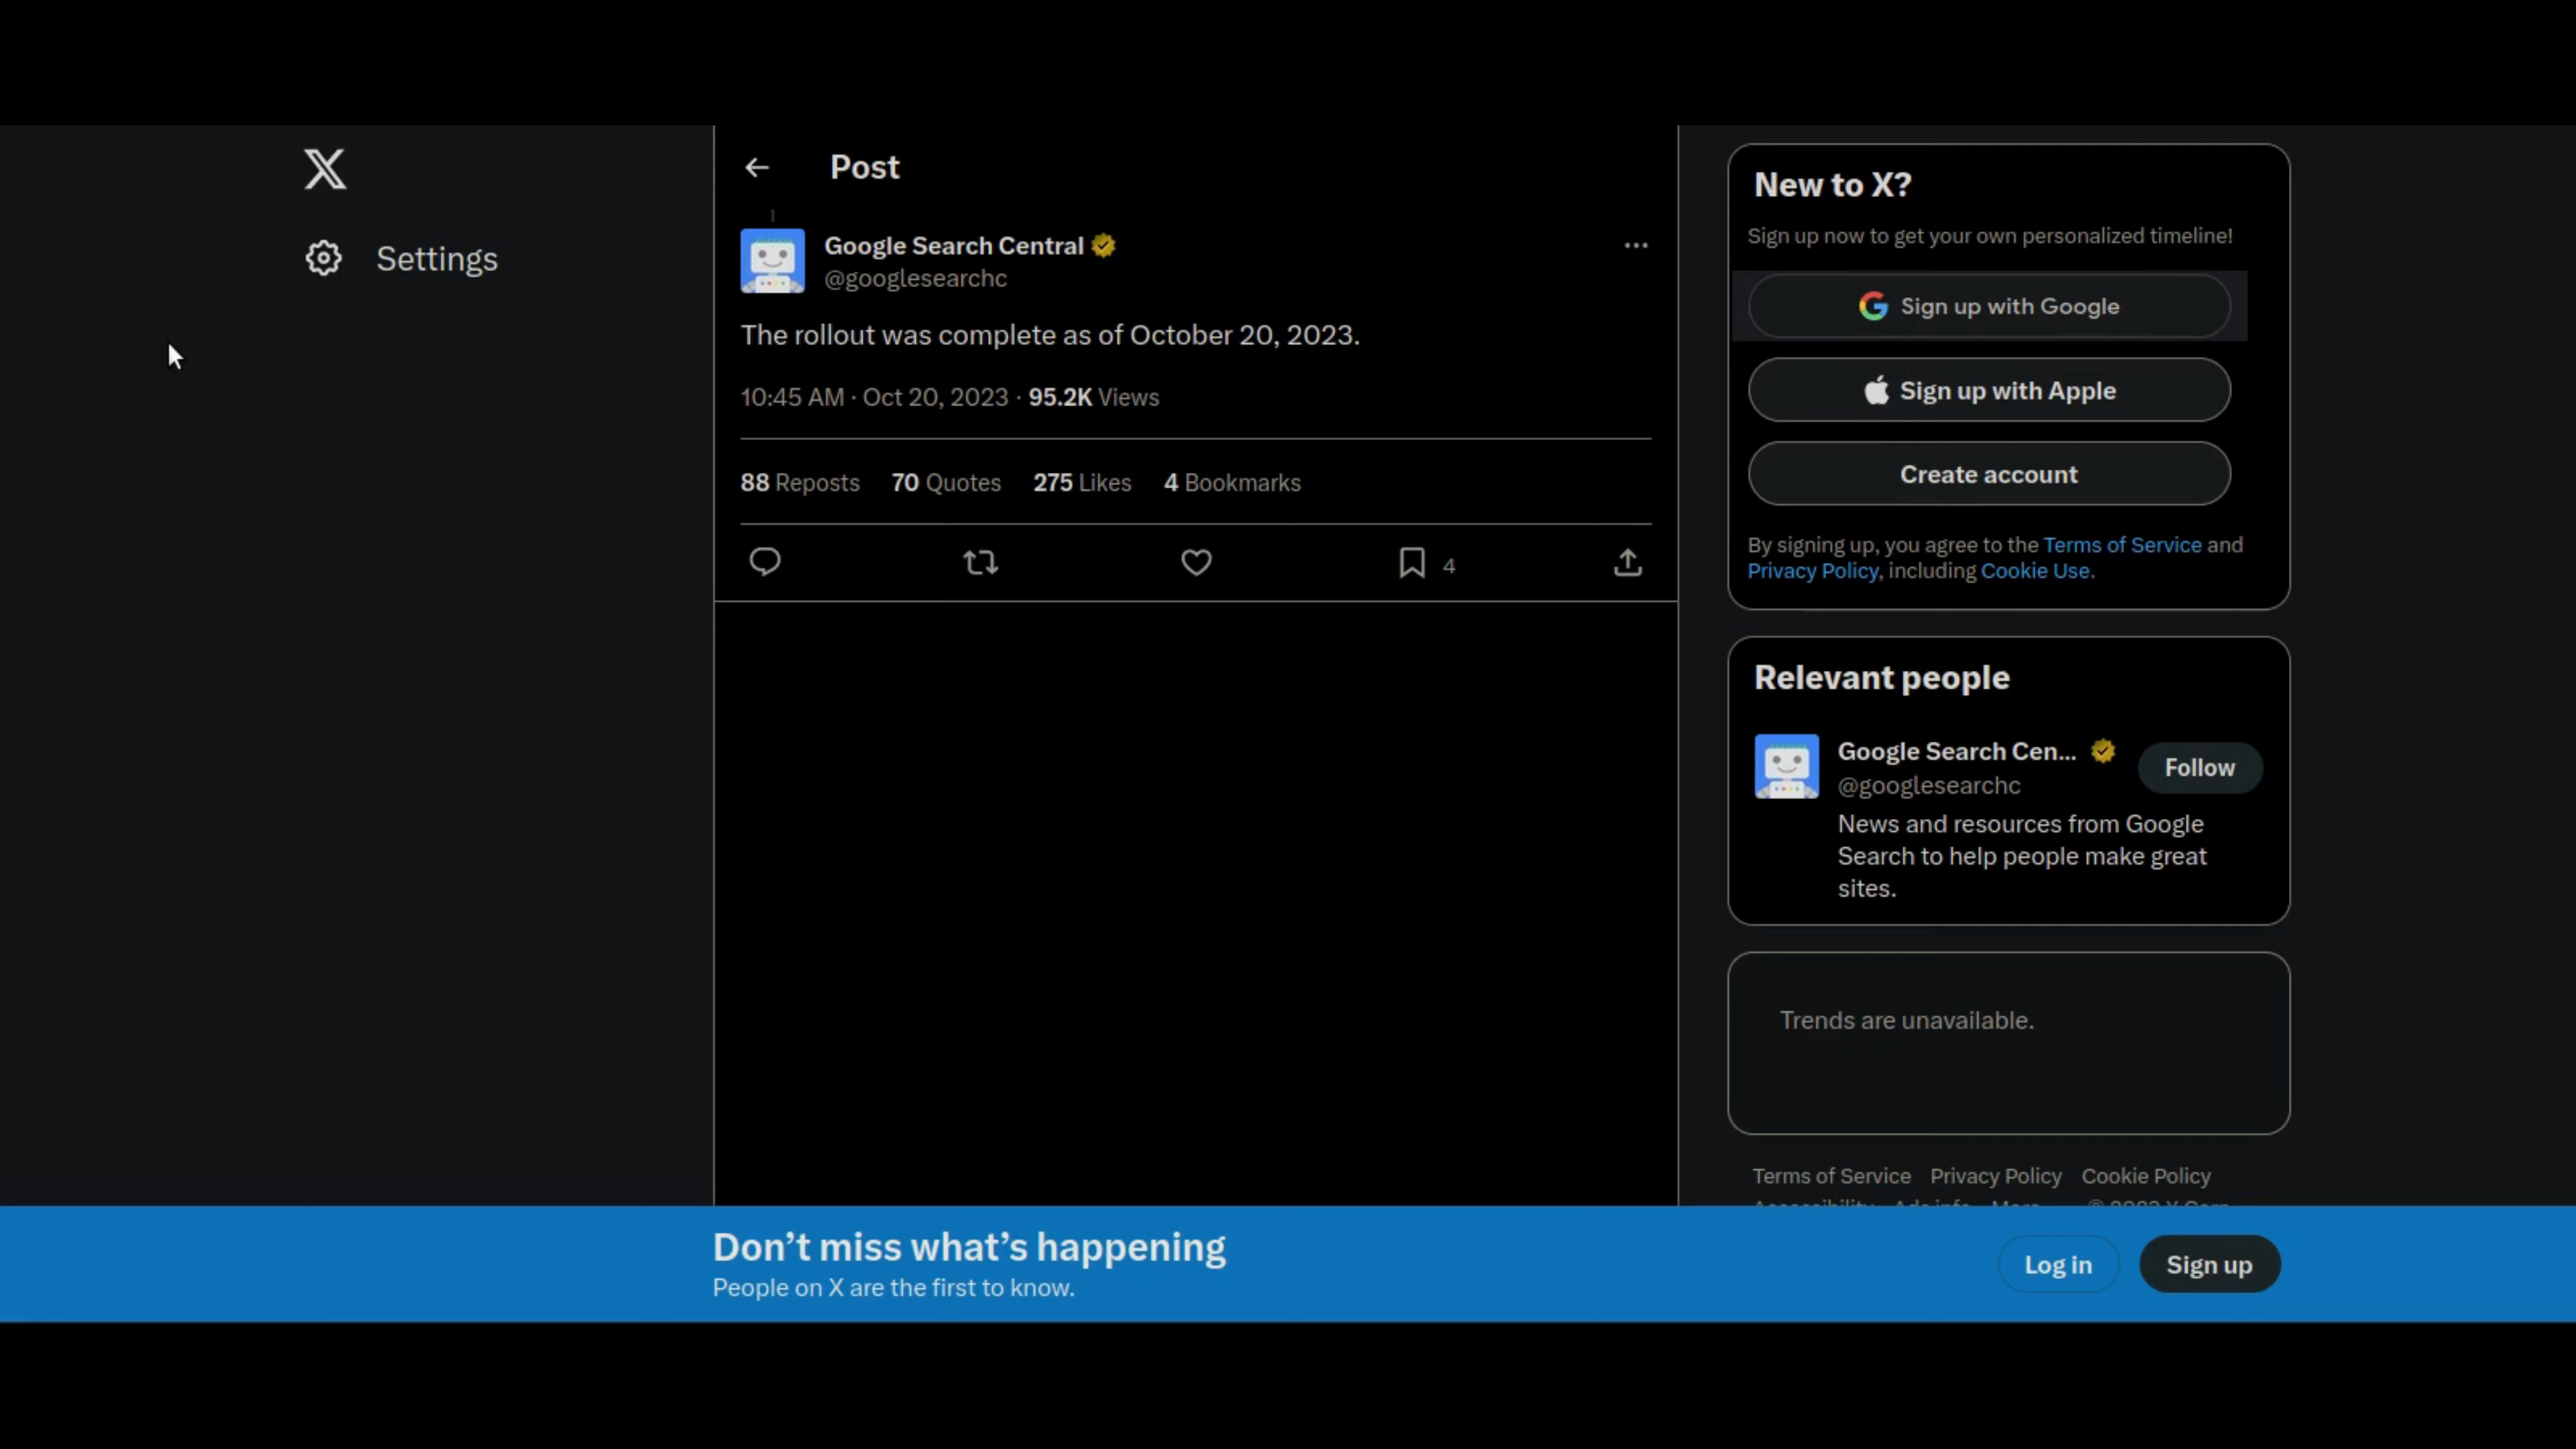 Settings
Post
Google Search Central
@googlesearchc
The rollout was complete as of October 20, 2023.
10:45 AM · Oct 20, 2023 · 95.2K Views
88 Reposts 70 Quotes 275 Likes 4 Bookmarks
4
New to X?
Sign up now to get your own personalized timeline!
Sign up with Google
Sign up with Apple
Create account
By signing up, you agree to the Terms of Service and
Privacy Policy, including Cookie Use.
Relevant people
Google Search Cen...
@googlesearchc
Follow
News and resources from Google
Search to help people make great
sites.
Trends are unavailable.
Terms of Service Privacy Policy Cookie Policy
Accessibility Ads info More © 2023 X Corp.
Don’t miss what’s happening
People on X are the first to know.
Log in
Sign up